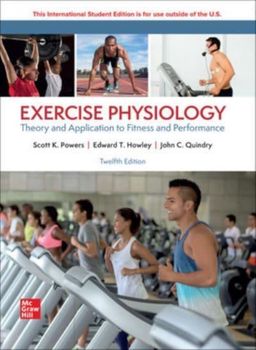 This International Student Edition is for use outside of the U.S.
EXERCISE PHYSIOLOGY
Theory and Application to Fitness and Performance
Scott K. Powers | Edward T. Howley | John C. Quindry
Twelfth Edition
Mc
Graw
Hill